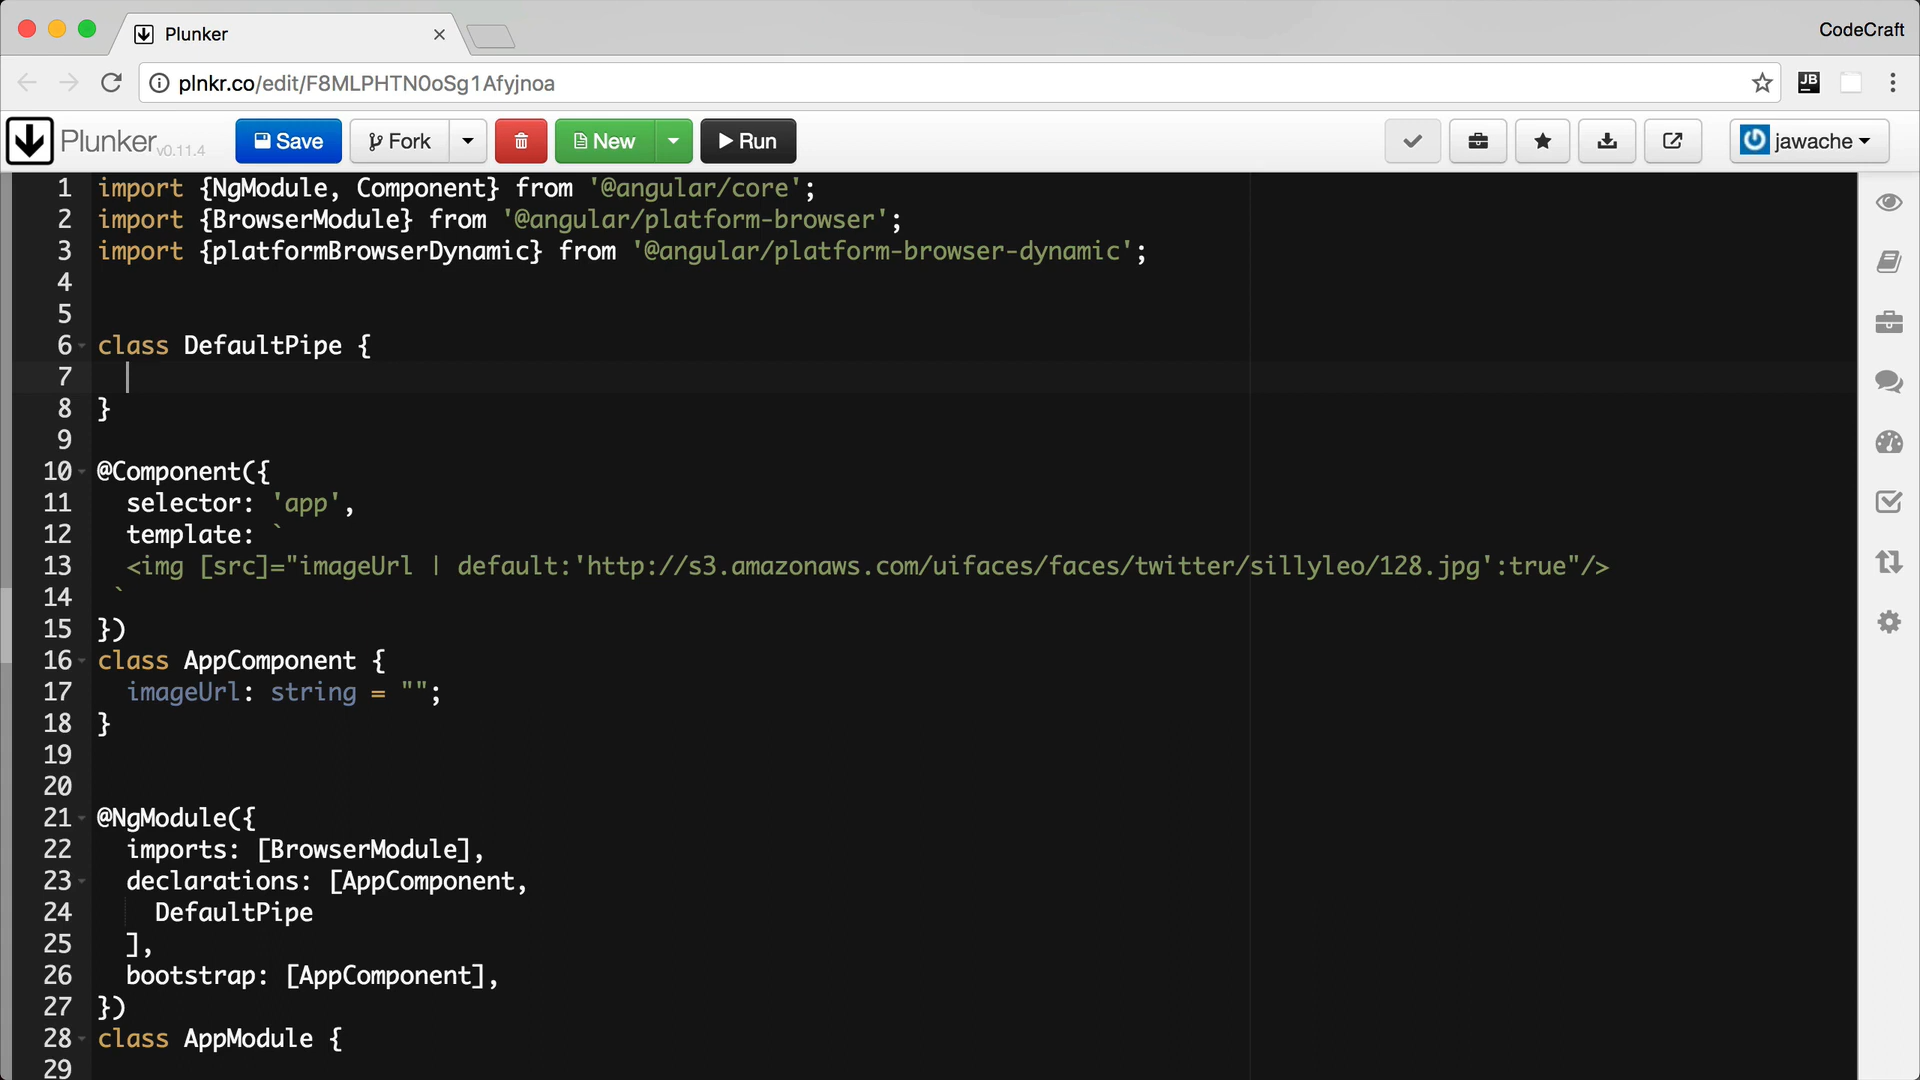 Plunker
CodeCraft
plnkr.co/edit/F8MLPHTN0oSg1Afyjnoa
JB
Plunker v0.11.4
Save
Fork
New
Run
jawache
1 import {NgModule, Component} from '@angular/core';
2 import {BrowserModule} from '@angular/platform-browser';
3 import {platformBrowserDynamic} from '@angular/platform-browser-dynamic';
4
5
6 class DefaultPipe {
7
8 }
9
10 @Component({
11   selector: 'app',
12   template: `
13   <img [src]="imageUrl | default:'http://s3.amazonaws.com/uifaces/faces/twitter/sillyleo/128.jpg':true"/>
14  `
15 })
16 class AppComponent {
17   imageUrl: string = "";
18 }
19
20
21 @NgModule({
22   imports: [BrowserModule],
23   declarations: [AppComponent,
24     DefaultPipe
25   ],
26   bootstrap: [AppComponent],
27 })
28 class AppModule {
29